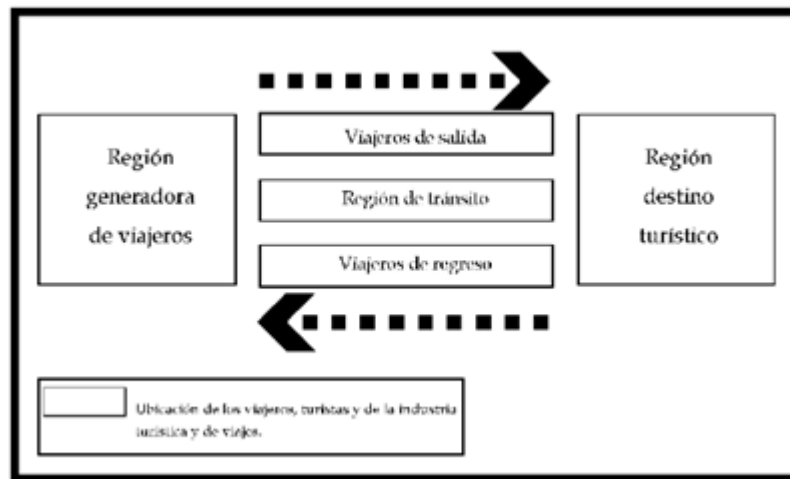 Viajeros de salida
Región
generadora
de viajeros
Región de tránsito
Región
destino
turístico
Viajeros de regreso
Ubicación de los viajeros, turistas y de la industria
turística y de viajes.